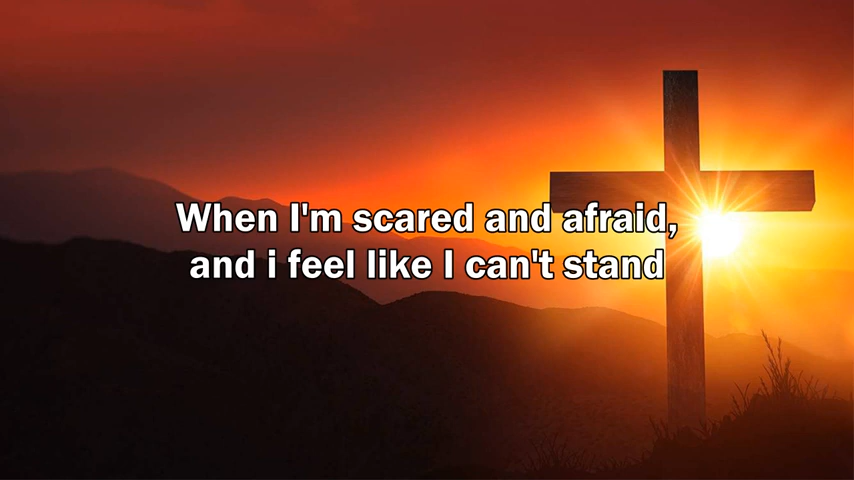 When I'm scared and afraid,
and i feel like I can't stand